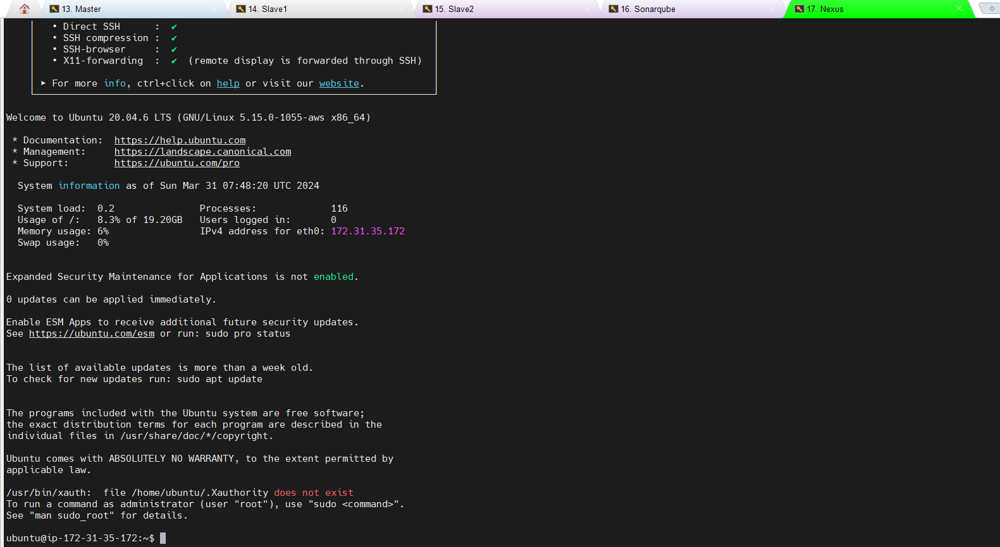 13. Master
14. Slave1
15. Slave2
16. Sonarqube
17. Nexus
• Direct SSH      :  ✔
• SSH compression :  ✔
• SSH-browser     :  ✔
• X11-forwarding  :  ✔  (remote display is forwarded through SSH)
➤ For more info, ctrl+click on help or visit our website.
Welcome to Ubuntu 20.04.6 LTS (GNU/Linux 5.15.0-1055-aws x86_64)
* Documentation:  https://help.ubuntu.com
* Management:     https://landscape.canonical.com
* Support:        https://ubuntu.com/pro
System information as of Sun Mar 31 07:48:20 UTC 2024
System load:  0.2               Processes:             116
Usage of /:   8.3% of 19.20GB   Users logged in:       0
Memory usage: 6%                IPv4 address for eth0: 172.31.35.172
Swap usage:   0%
Expanded Security Maintenance for Applications is not enabled.
0 updates can be applied immediately.
Enable ESM Apps to receive additional future security updates.
See https://ubuntu.com/esm or run: sudo pro status
The list of available updates is more than a week old.
To check for new updates run: sudo apt update
The programs included with the Ubuntu system are free software;
the exact distribution terms for each program are described in the
individual files in /usr/share/doc/*/copyright.
Ubuntu comes with ABSOLUTELY NO WARRANTY, to the extent permitted by
applicable law.
/usr/bin/xauth:  file /home/ubuntu/.Xauthority does not exist
To run a command as administrator (user "root"), use "sudo <command>".
See "man sudo_root" for details.
ubuntu@ip-172-31-35-172:~$